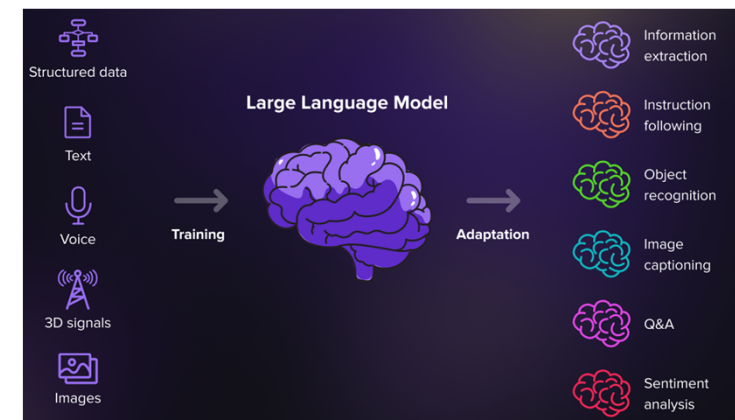 Structured data
Text
Voice
3D signals
Images
Training
Large Language Model
Adaptation
Information
extraction
Instruction
following
Object
recognition
Image
captioning
Q&A
Sentiment
analysis